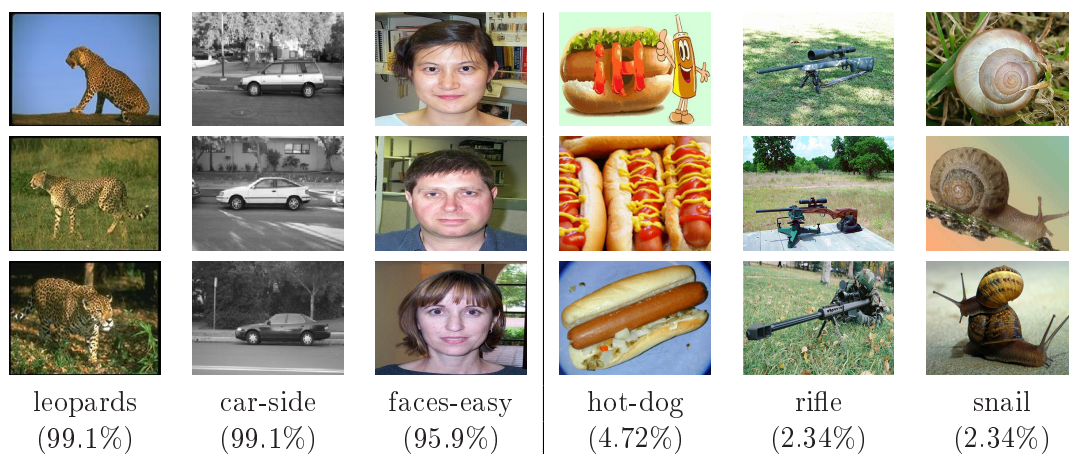 leopards car-side faces-easy hot-dog rifle snail
(99.1%) (99.1%) (95.9%) (4.72%) (2.34%) (2.34%)